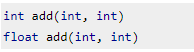 int add(int, int)
float add(int, int)